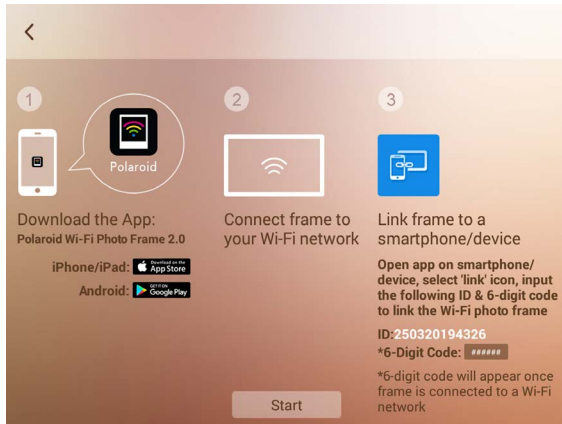 1
Polaroid
Download the App:
Polaroid Wi-Fi Photo Frame 2.0
iPhone/iPad: Download on the App Store
Android: GET IT ON Google Play
2
Connect frame to
your Wi-Fi network
3
Link frame to a
smartphone/device
Open app on smartphone/
device, select 'link' icon, input
the following ID & 6-digit code
to link the Wi-Fi photo frame
ID:250320194326
*6-Digit Code: ######
*6-digit code will appear once
frame is connected to a Wi-Fi
network
Start